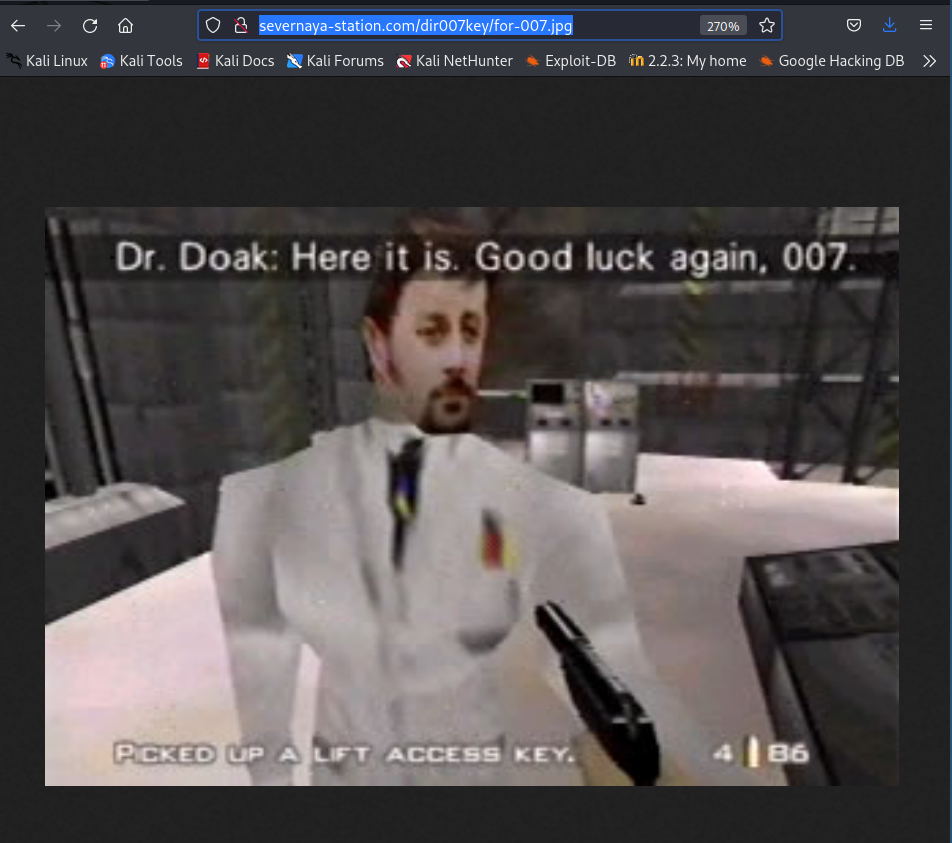 severnaya-station.com/dir007key/for-007.jpg
270%
Kali Linux
Kali Tools
Kali Docs
Kali Forums
Kali NetHunter
Exploit-DB
2.2.3: My home
Google Hacking DB
Dr. Doak: Here it is. Good luck again, 007.
PICKED UP A LIFT ACCESS KEY.
4
86